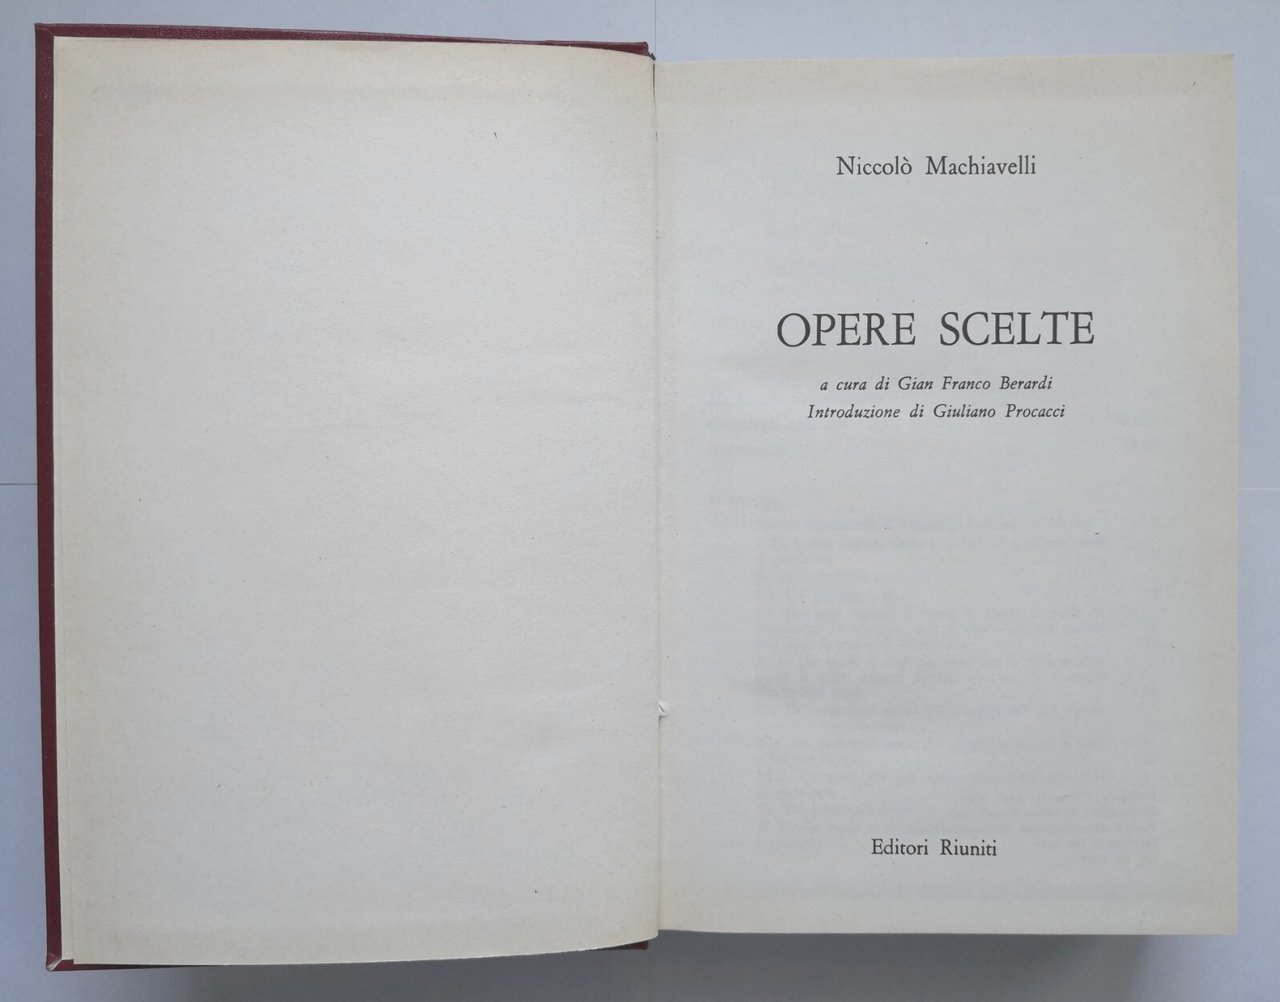 Niccolò Machiavelli
OPERE SCELTE
a cura di Gian Franco Berardi
Introduzione di Giuliano Procacci
Editori Riuniti